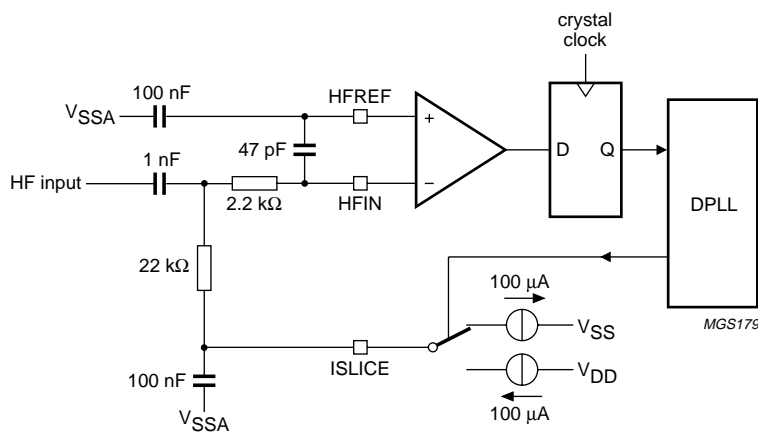 crystal
clock
100 nF
HFREF
VSSA
+
47 pF
D
Q
1 nF
HF input
−
2.2 kΩ
HFIN
DPLL
22 kΩ
100 μA
MGS179
VSS
ISLICE
100 nF
VDD
VSSA
100 μA